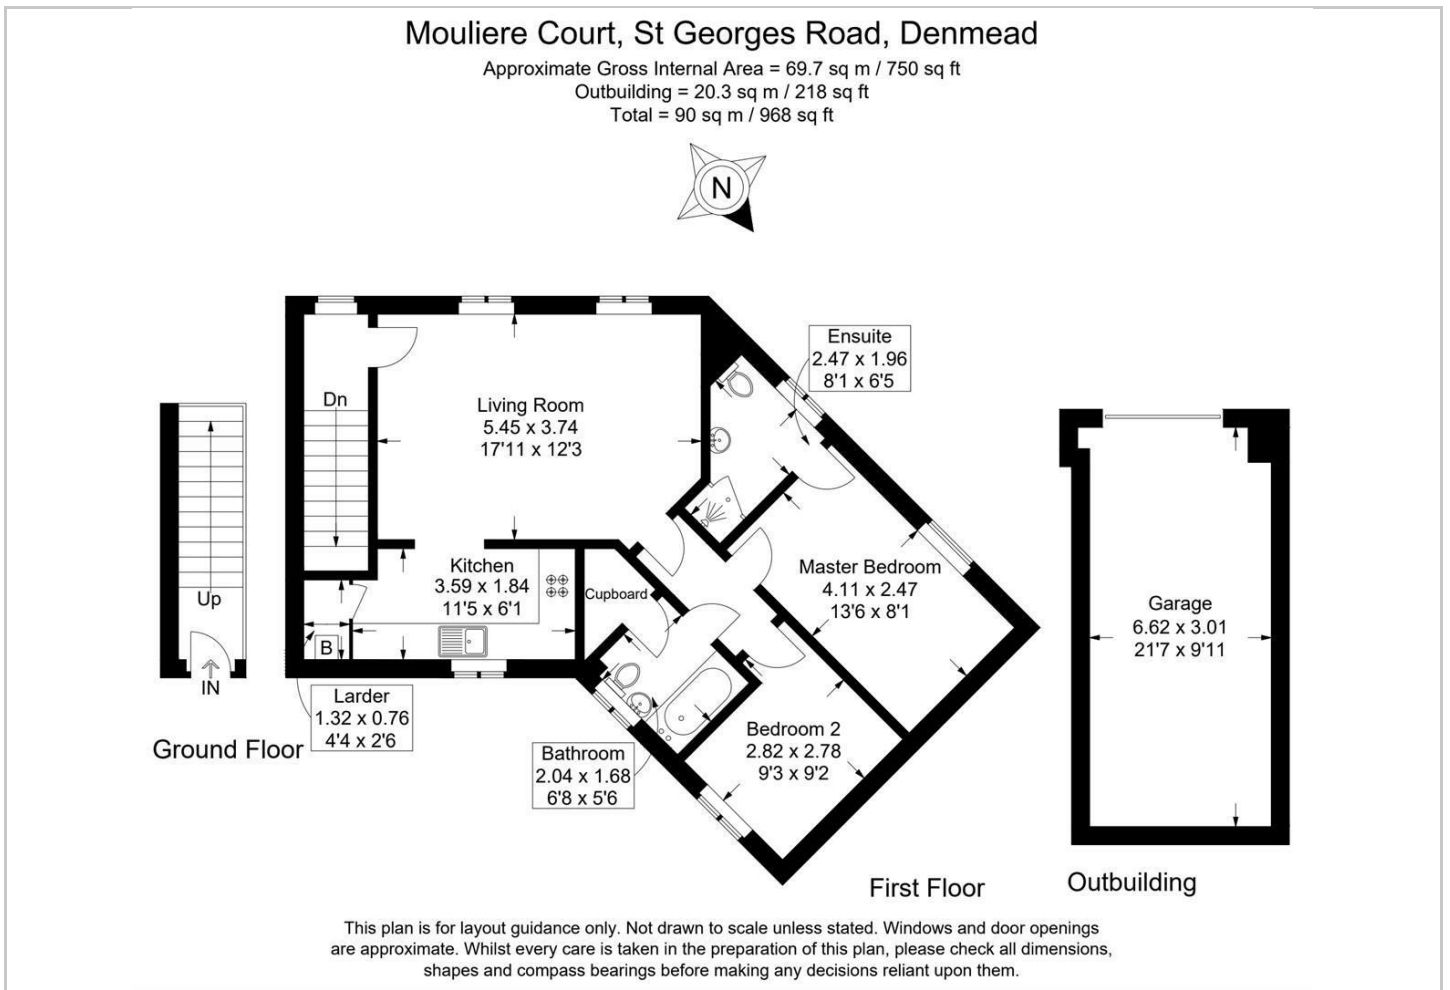 Mouliere Court, St Georges Road, Denmead
Approximate Gross Internal Area = 69.7 sq m / 750 sq ft
Outbuilding = 20.3 sq m / 218 sq ft
Total = 90 sq m / 968 sq ft
N
Ensuite
2.47 x 1.96
8'1 x 6'5
Dn
Living Room
5.45 x 3.74
17'11 x 12'3
Kitchen
3.59 x 1.84
11'5 x 6'1
Cupboard
Master Bedroom
4.11 x 2.47
13'6 x 8'1
Garage
6.62 x 3.01
21'7 x 9'11
Up
B
IN
Larder
1.32 x 0.76
4'4 x 2'6
Ground Floor
Bathroom
2.04 x 1.68
6'8 x 5'6
Bedroom 2
2.82 x 2.78
9'3 x 9'2
First Floor
Outbuilding
This plan is for layout guidance only. Not drawn to scale unless stated. Windows and door openings
are approximate. Whilst every care is taken in the preparation of this plan, please check all dimensions,
shapes and compass bearings before making any decisions reliant upon them.